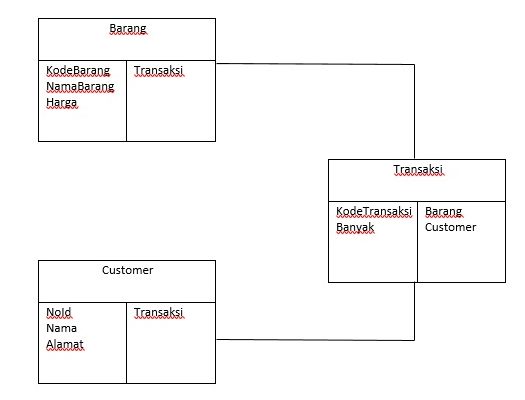 Barang
KodeBarang
NamaBarang
Harga
Transaksi
Transaksi
KodeTransaksi
Banyak
Barang
Customer
Customer
NoId
Nama
Alamat
Transaksi